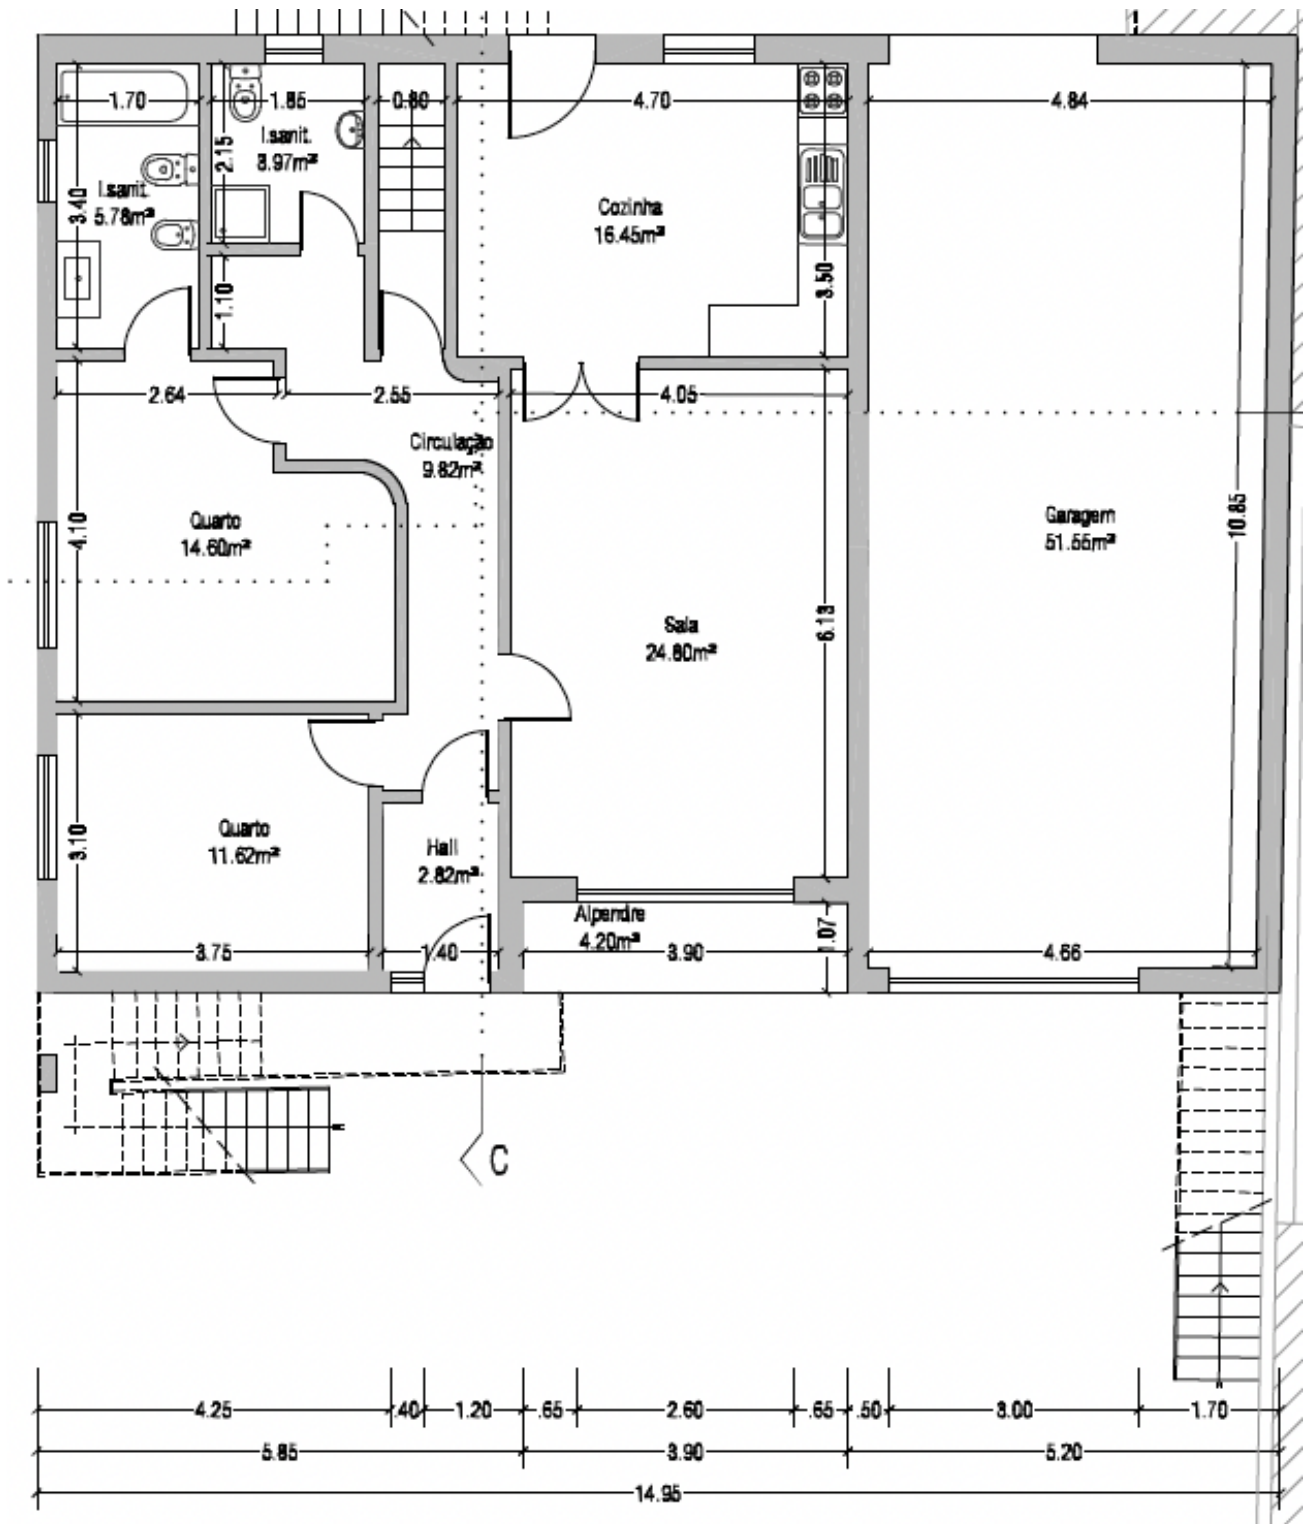 1.70
1.85
0.80
4.70
4.84
I.sanit.
3.97m²
2.15
I.sanit.
5.78m²
3.40
Cozinha
16.45m²
3.50
1.10
2.64
2.55
4.05
Circulação
9.82m²
Quarto
14.60m²
4.10
Garagem
51.55m²
10.85
Sala
24.80m²
6.13
Quarto
11.62m²
3.10
Hall
2.82m²
Alpendre
4.20m²
1.07
3.75
1.40
3.90
4.66
C
4.25 .40 1.20 .65 2.60 .65 .50 3.00 1.70
5.85 3.90 5.20
14.95